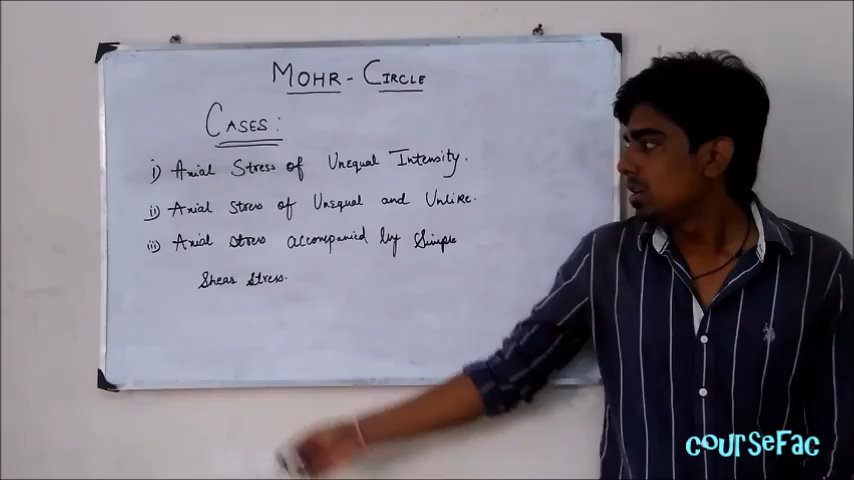 MOHR - CIRCLE
CASES:
i) Axial Stress of Unequal Intensity.
ii) Axial stress of Unequal and Unlike.
iii) Axial stress accompanied by Simple
Shear Stress.
coursefac